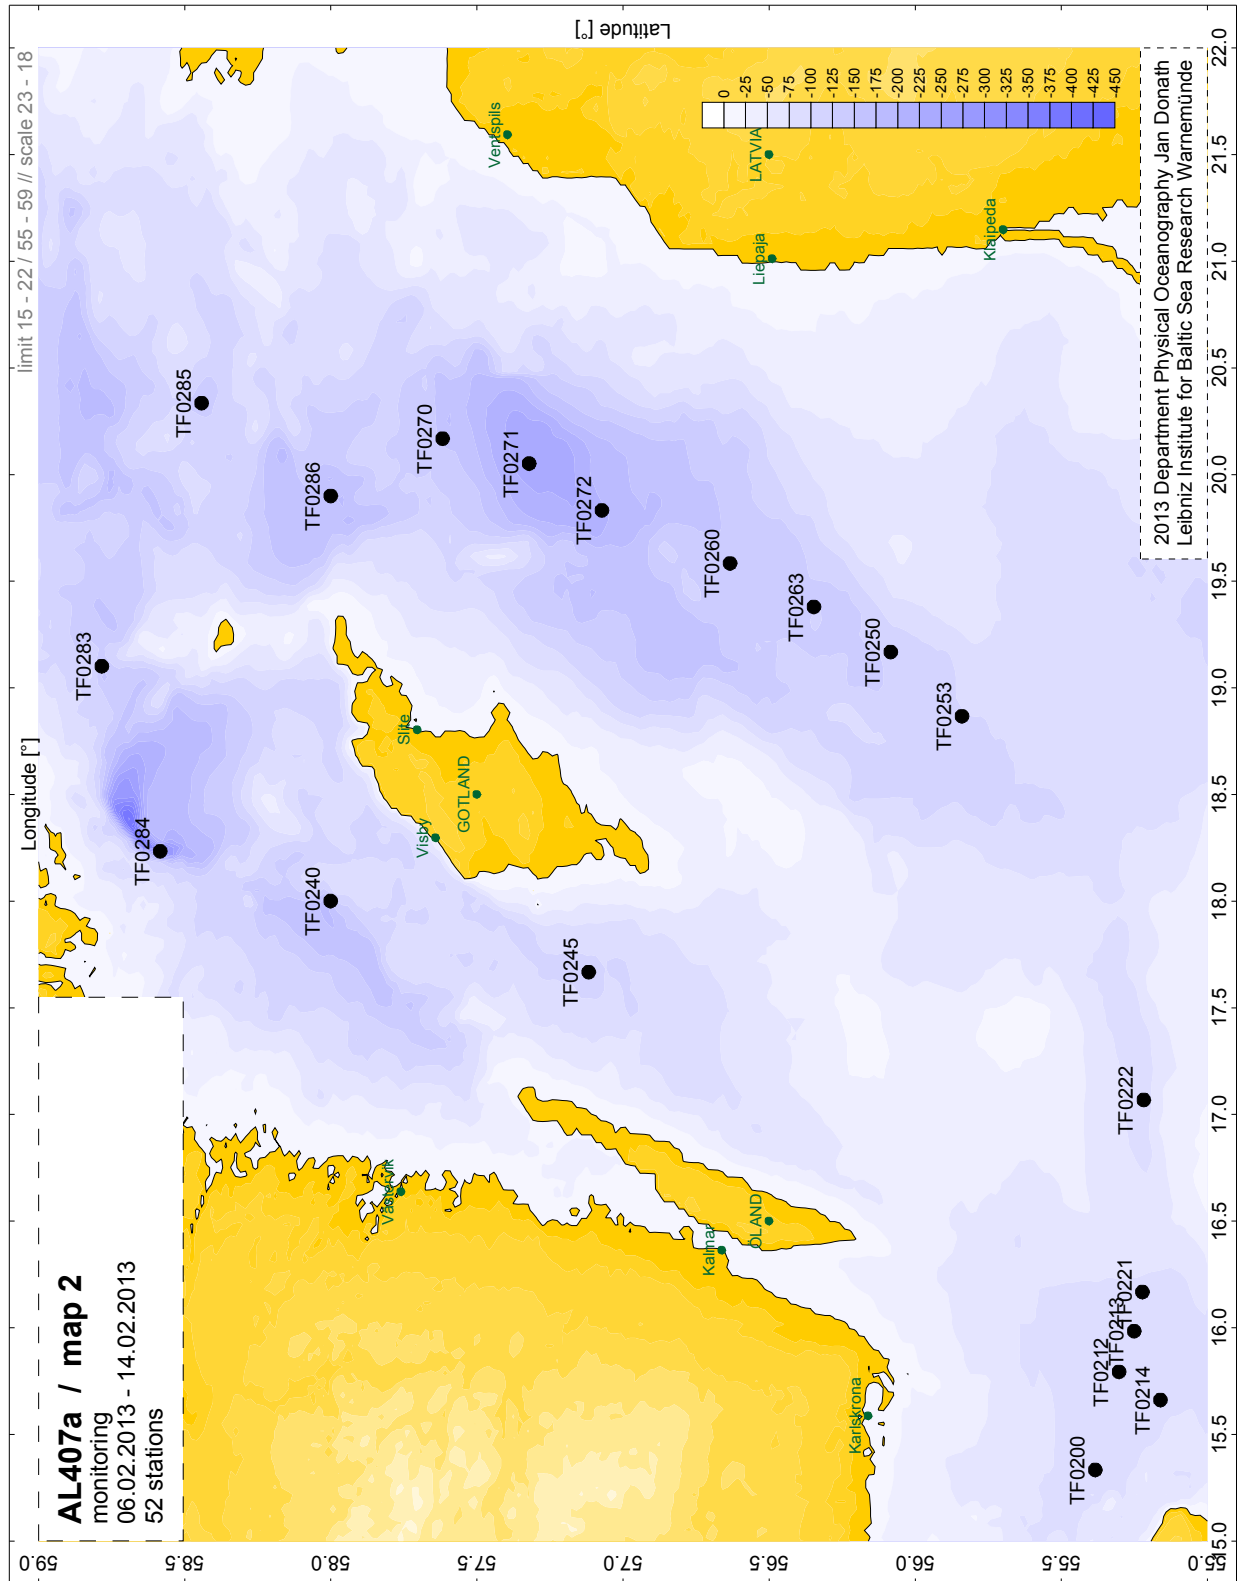 limit 15 - 22 / 55 - 59 // scale 23 - 18
AL407a / map 2
monitoring
06.02.2013 - 14.02.2013
52 stations
Longitude [°]
Latitude [°]
59.0
58.5
58.0
57.5
57.0
56.5
56.0
55.5
55.0
15.0
15.5
16.0
16.5
17.0
17.5
18.0
18.5
19.0
19.5
20.0
20.5
21.0
21.5
22.0
TF0283
TF0284
TF0285
TF0286
TF0240
TF0245
TF0270
TF0271
TF0272
TF0260
TF0263
TF0250
TF0253
TF0222
TF0221
TF0213
TF0212
TF0214
TF0200
Västervik
Visby
Slite
GOTLAND
Kalmar
ÖLAND
Karlskrona
Ventspils
LATVIA
Liepaja
Klaipeda
0
-25
-50
-75
-100
-125
-150
-175
-200
-225
-250
-275
-300
-325
-350
-375
-400
-425
-450
2013 Department Physical Oceanography Jan Donath
Leibniz Institute for Baltic Sea Research Warnemünde